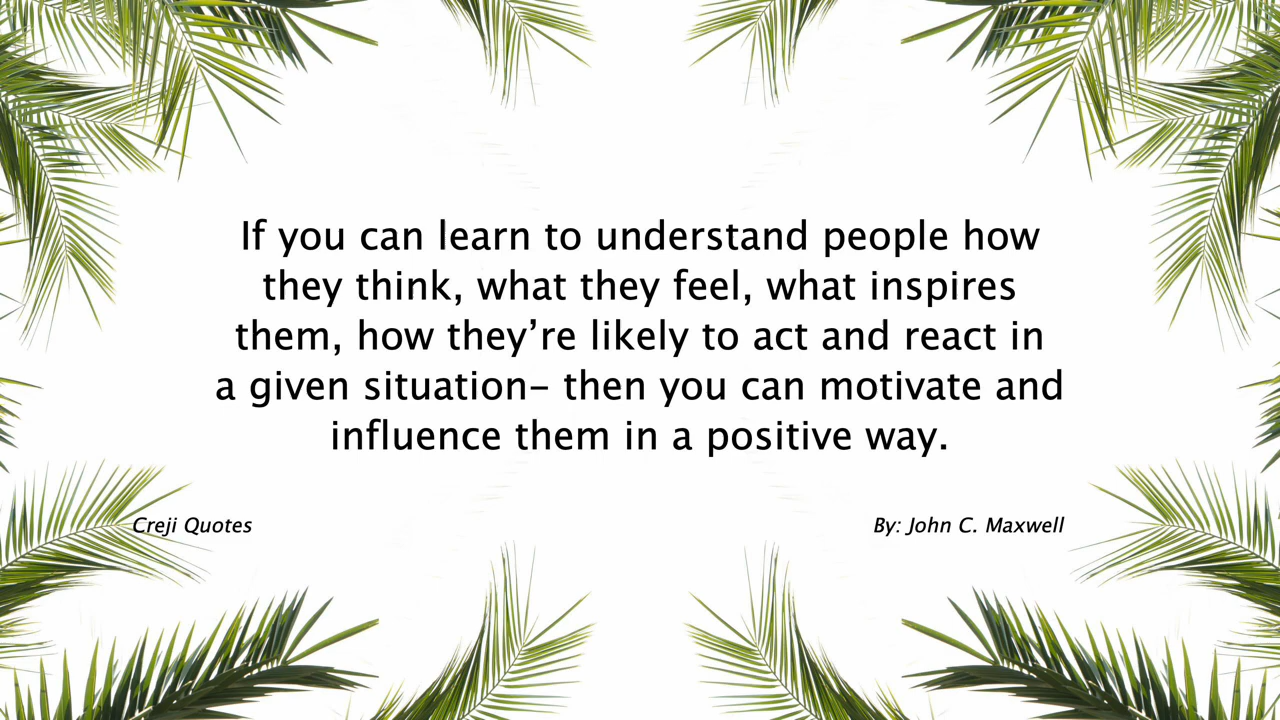 If you can learn to understand people how
they think, what they feel, what inspires
them, how they’re likely to act and react in
a given situation– then you can motivate and
influence them in a positive way.
Creji Quotes
By: John C. Maxwell